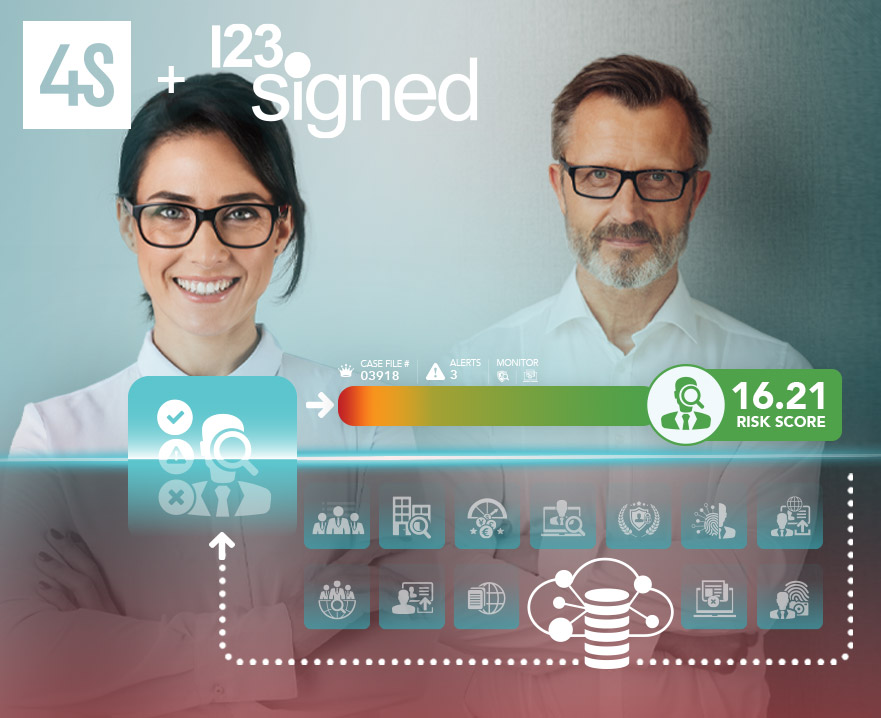 4S + 123
signed
CASE FILE #
03918
ALERTS
3
MONITOR
16.21
RISK SCORE